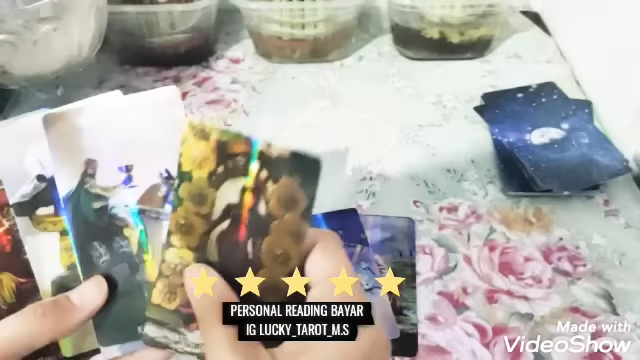 PERSONAL READING BAYAR
IG LUCKY_TAROT_M.S
Made with
VideoShow